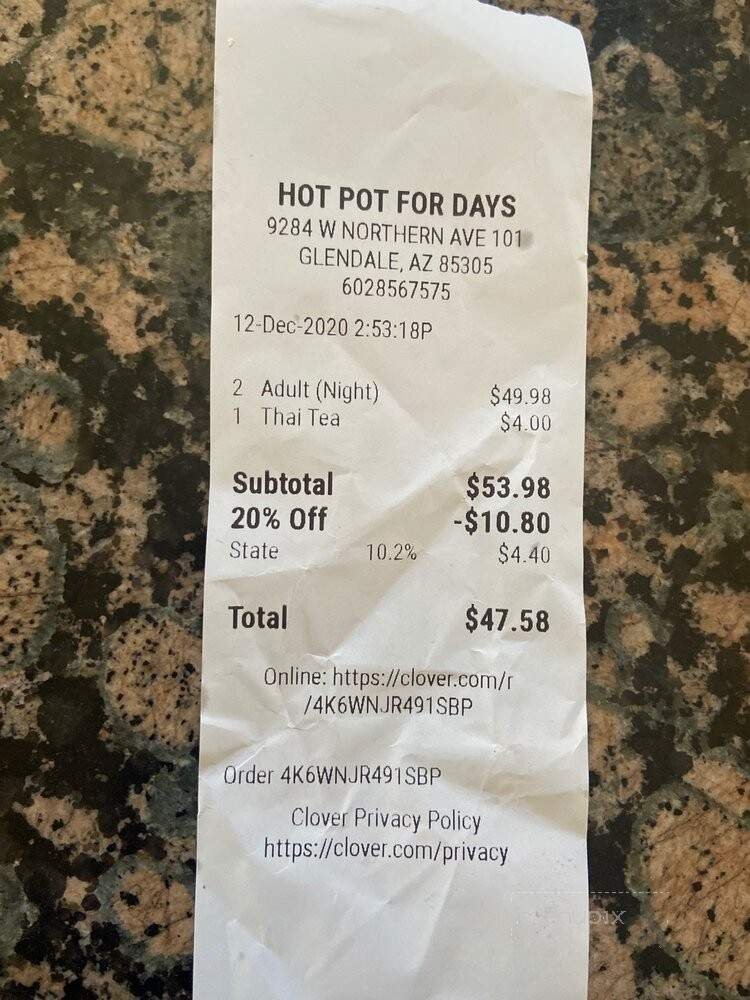 HOT POT FOR DAYS
9284 W NORTHERN AVE 101
GLENDALE, AZ 85305
6028567575
12-Dec-2020 2:53:18P
2 Adult (Night) $49.98
1 Thai Tea $4.00
Subtotal $53.98
20% Off -$10.80
State 10.2% $4.40
Total $47.58
Online: https://clover.com/r
/4K6WNJR491SBP
Order 4K6WNJR491SBP
Clover Privacy Policy
https://clover.com/privacy